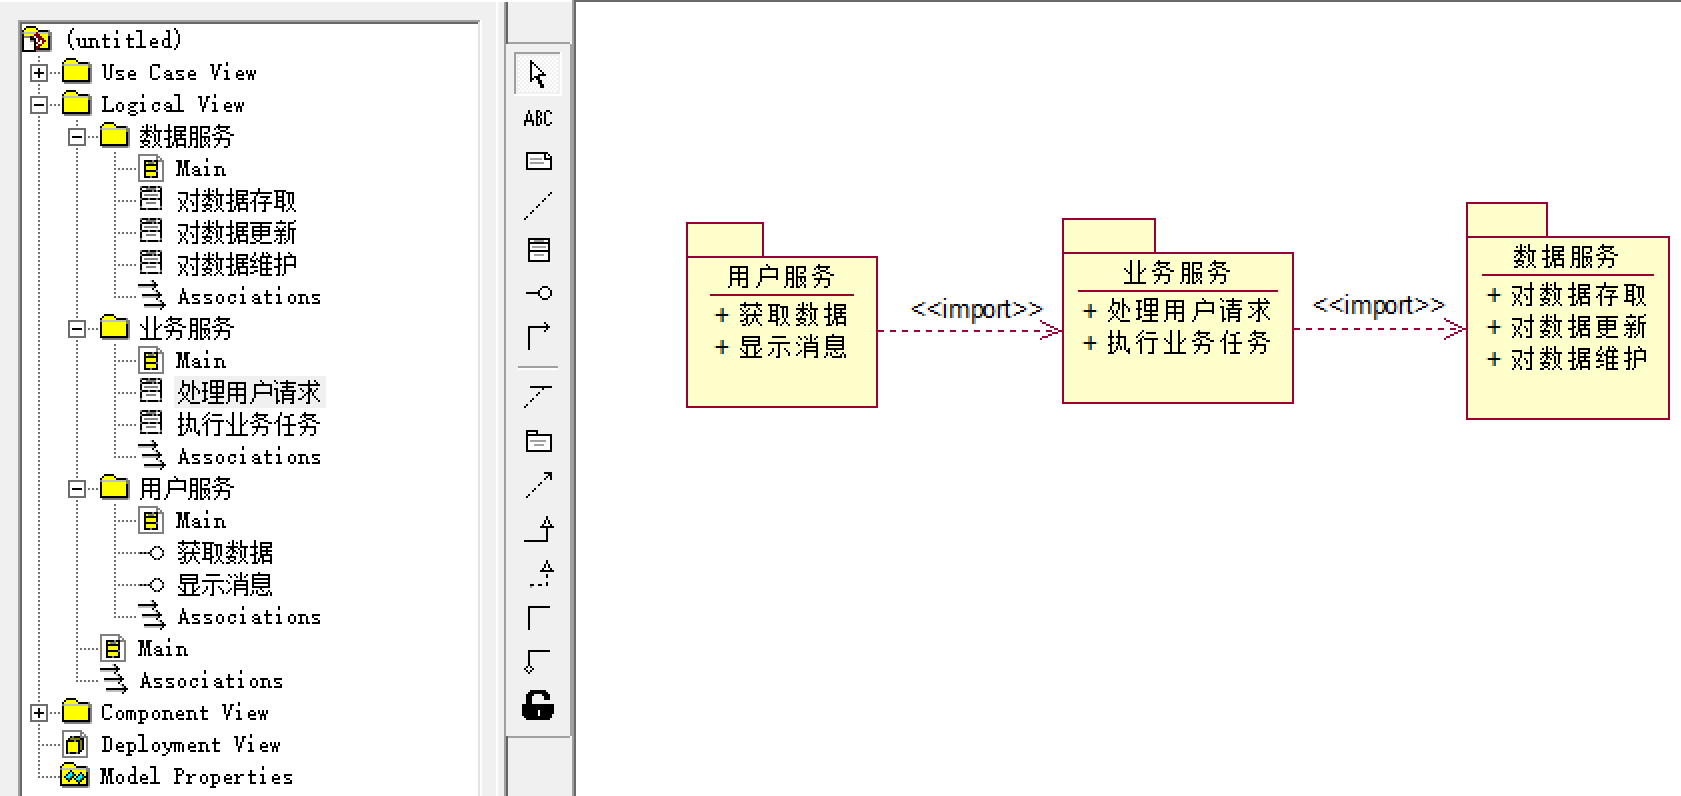 (untitled)
Use Case View
Logical View
数据服务
Main
对数据存取
对数据更新
对数据维护
Associations
业务服务
Main
处理用户请求
执行业务任务
Associations
用户服务
Main
获取数据
显示消息
Associations
Main
Associations
Component View
Deployment View
Model Properties
ABC
用户服务
+ 获取数据
+ 显示消息
<<import>>
业务服务
+ 处理用户请求
+ 执行业务任务
<<import>>
数据服务
+ 对数据存取
+ 对数据更新
+ 对数据维护